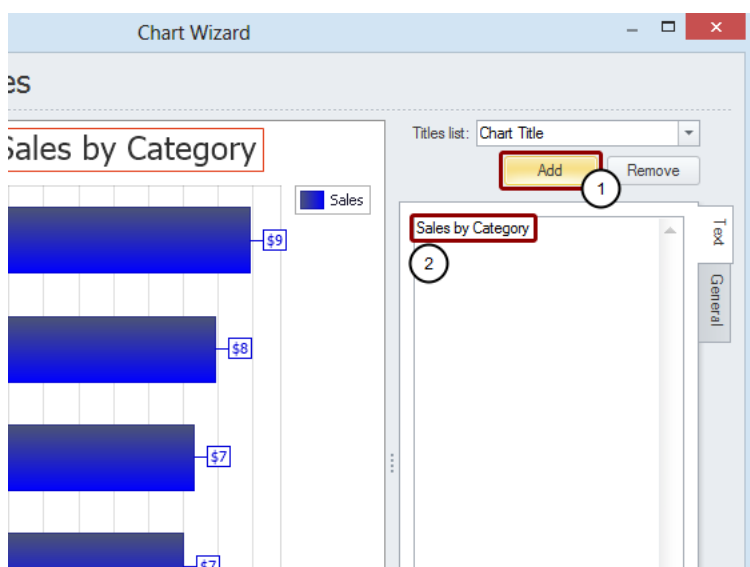 Chart Wizard
es
Titles list: Chart Title
Sales by Category
Add
Remove
1
Sales
Sales by Category
2
Text
General
$9
$8
$7
$7